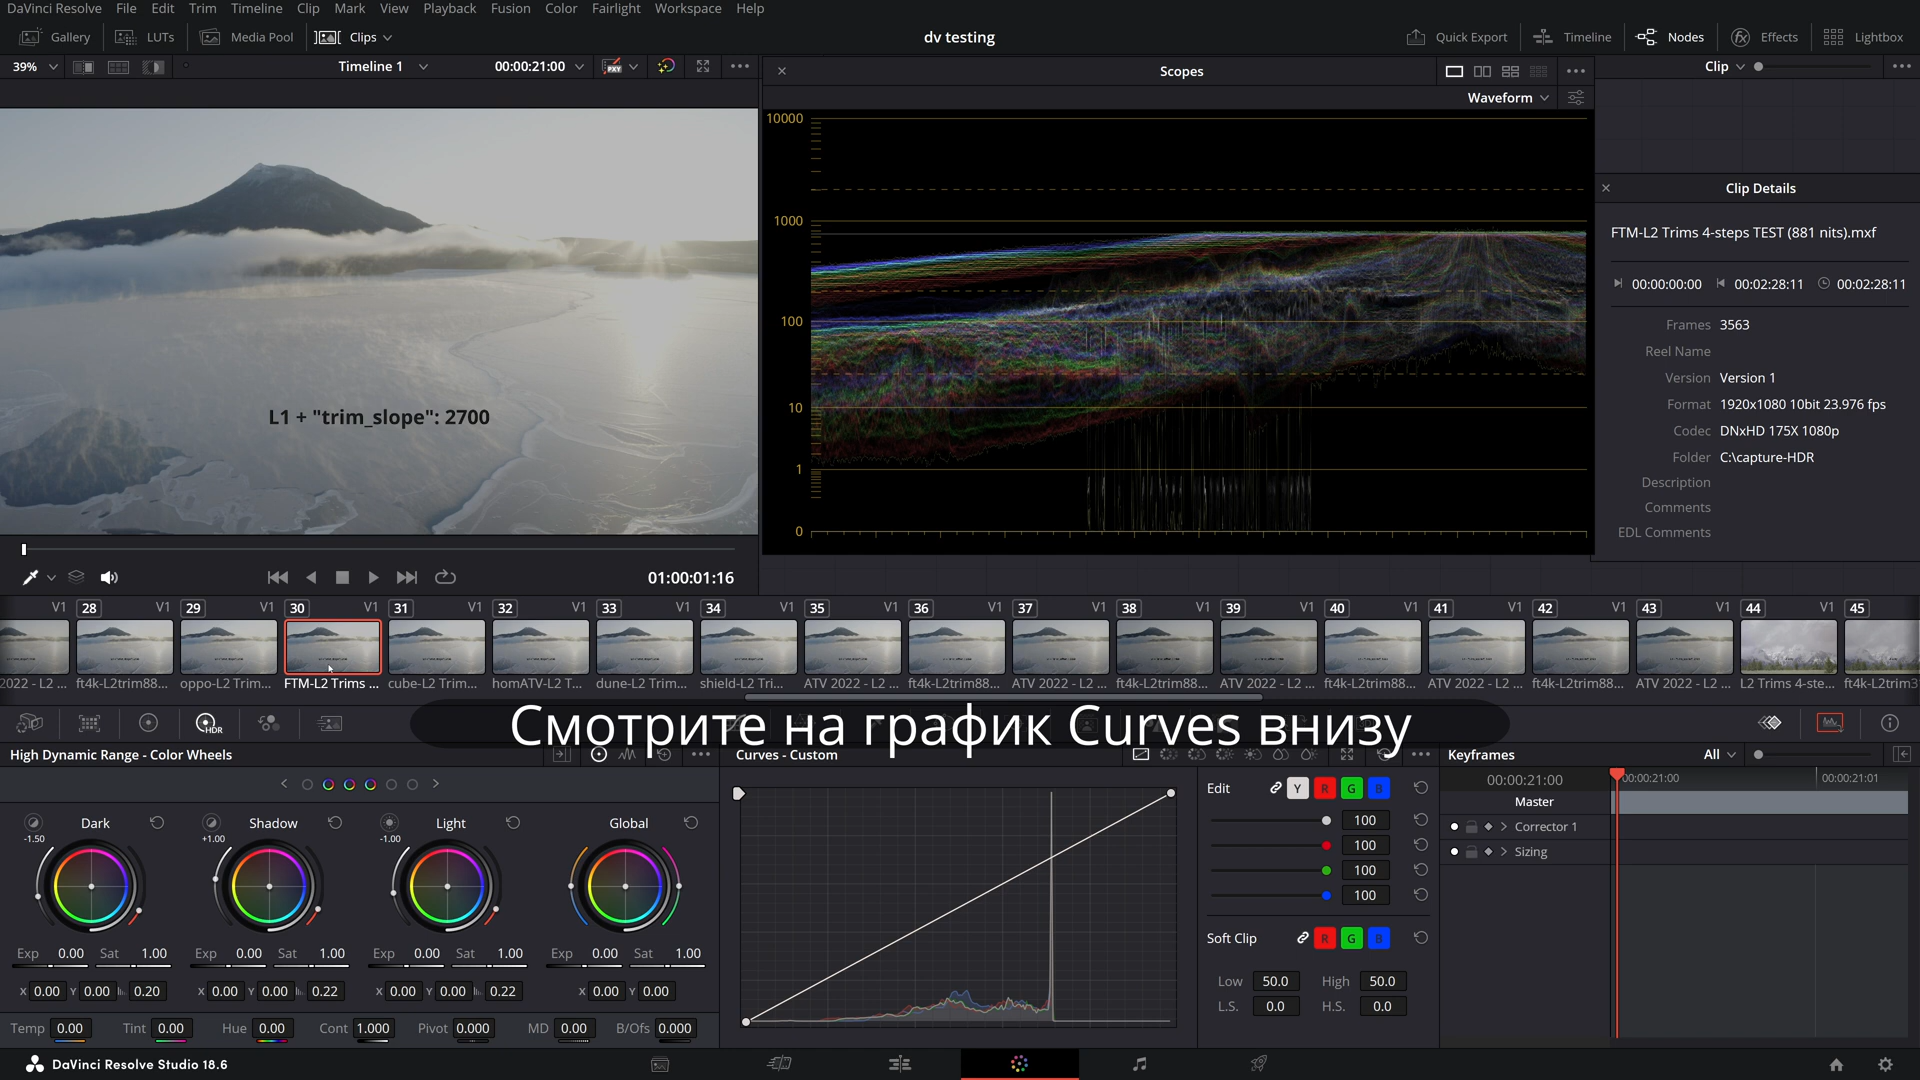 DaVinci Resolve File Edit Trim Timeline Clip Mark View Playback Fusion Color Fairlight Workspace Help
Gallery LUTs Media Pool Clips dv testing Quick Export Timeline Nodes Effects Lightbox
39% Timeline 1 00:00:21:00 PXY Scopes Clip
Waveform
10000
1000
100
10
1
0
L1 + "trim_slope": 2700
Clip Details
FTM-L2 Trims 4-steps TEST (881 nits).mxf
00:00:00:00 00:02:28:11 00:02:28:11
Frames 3563
Reel Name
Version Version 1
Format 1920x1080 10bit 23.976 fps
Codec DNxHD 175X 1080p
Folder C:\capture-HDR
Description
Comments
EDL Comments
01:00:01:16
V1 28 V1 29 V1 30 V1 31 V1 32 V1 33 V1 34 V1 35 V1 36 V1 37 V1 38 V1 39 V1 40 V1 41 V1 42 V1 43 V1 44 V1 45
2022 - L2 ... ft4k-L2trim88... oppo-L2 Trim... FTM-L2 Trims ... cube-L2 Trim... homATV-L2 T... dune-L2 Trim... shield-L2 Tri... ATV 2022 - L2 ... ft4k-L2trim88... ATV 2022 - L2 ... ft4k-L2trim88... ATV 2022 - L2 ... ft4k-L2trim88... ATV 2022 - L2 ... ft4k-L2trim88... ATV 2022 - L2 ... L2 Trims 4-ste... ft4k-L2trim3
HDR
Смотрите на график Curves внизу
High Dynamic Range - Color Wheels Curves - Custom Keyframes All
Dark Shadow Light Global
-1.50 +1.00 -1.00
Exp 0.00 Sat 1.00 Exp 0.00 Sat 1.00 Exp 0.00 Sat 1.00 Exp 0.00 Sat 1.00
X 0.00 Y 0.00 0.20 X 0.00 Y 0.00 0.22 X 0.00 Y 0.00 0.22 X 0.00 Y 0.00
Temp 0.00 Tint 0.00 Hue 0.00 Cont 1.000 Pivot 0.000 MD 0.00 B/Ofs 0.000
Edit Y R G B
100
100
100
100
Soft Clip R G B
Low 50.0 High 50.0
L.S. 0.0 H.S. 0.0
00:00:21:00 00:00:21:00 00:00:21:01
Master
Corrector 1
Sizing
DaVinci Resolve Studio 18.6